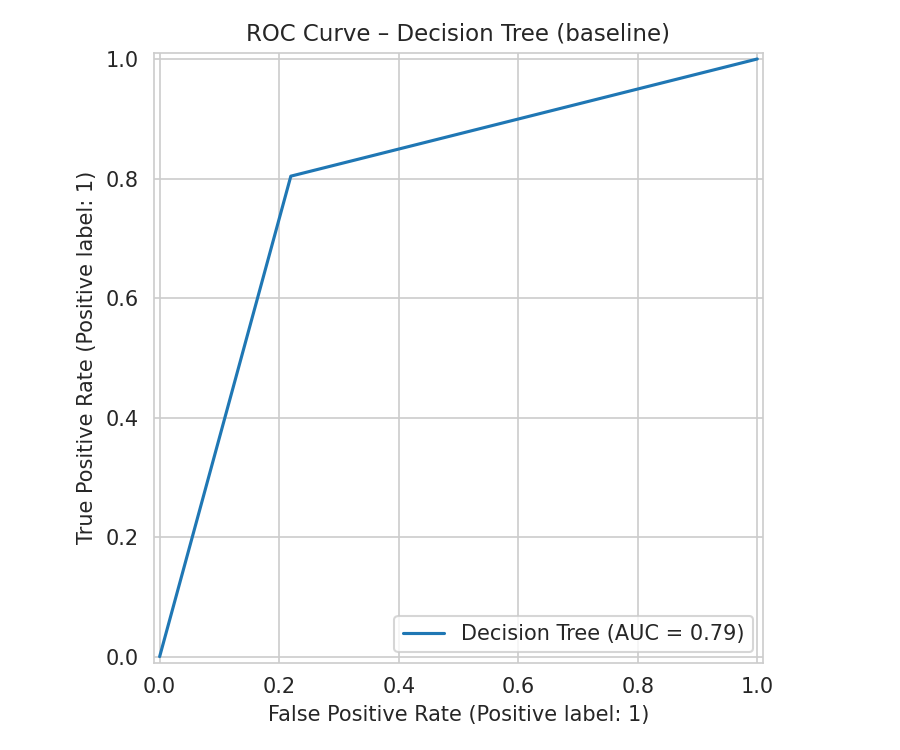 ROC Curve – Decision Tree (baseline)
1.0
0.8
0.6
0.4
0.2
0.0
True Positive Rate (Positive label: 1)
Decision Tree (AUC = 0.79)
0.0 0.2 0.4 0.6 0.8 1.0
False Positive Rate (Positive label: 1)